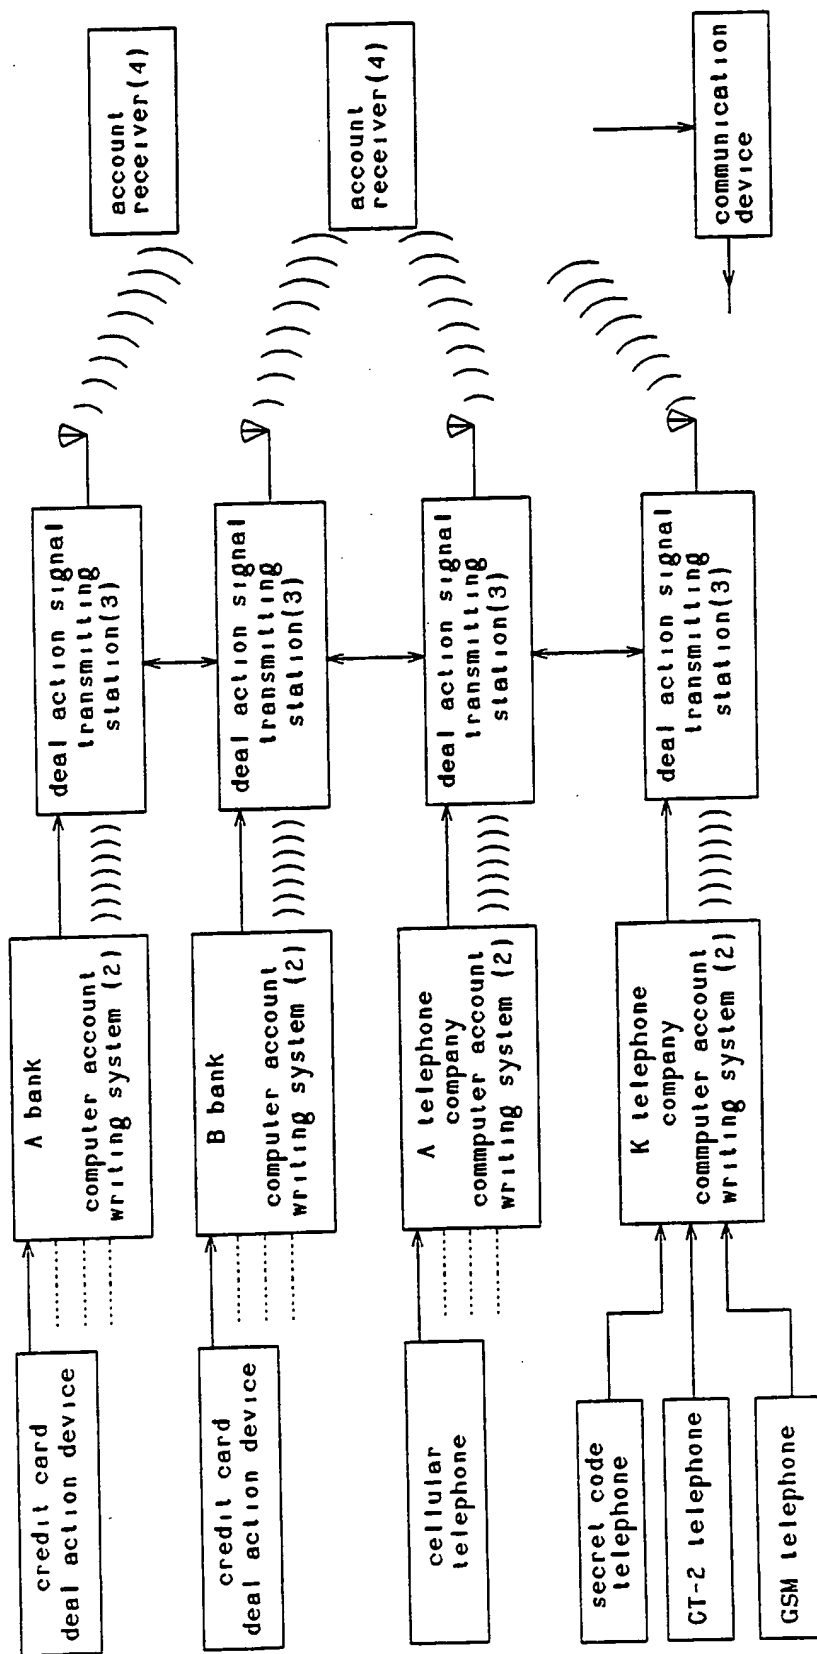 credit card
deal action device
A bank
computer account
writing system (2)
deal action signal
transmitting
station(3)
account
receiver(4)
credit card
deal action device
B bank
computer account
writing system (2)
deal action signal
transmitting
station(3)
account
receiver(4)
cellular
telephone
A telephone
company
commputer account
writing system (2)
deal action signal
transmitting
station(3)
secret code
telephone
CT-2 telephone
GSM telephone
K telephone
company
commputer account
writing system (2)
deal action signal
transmitting
station(3)
communication
device